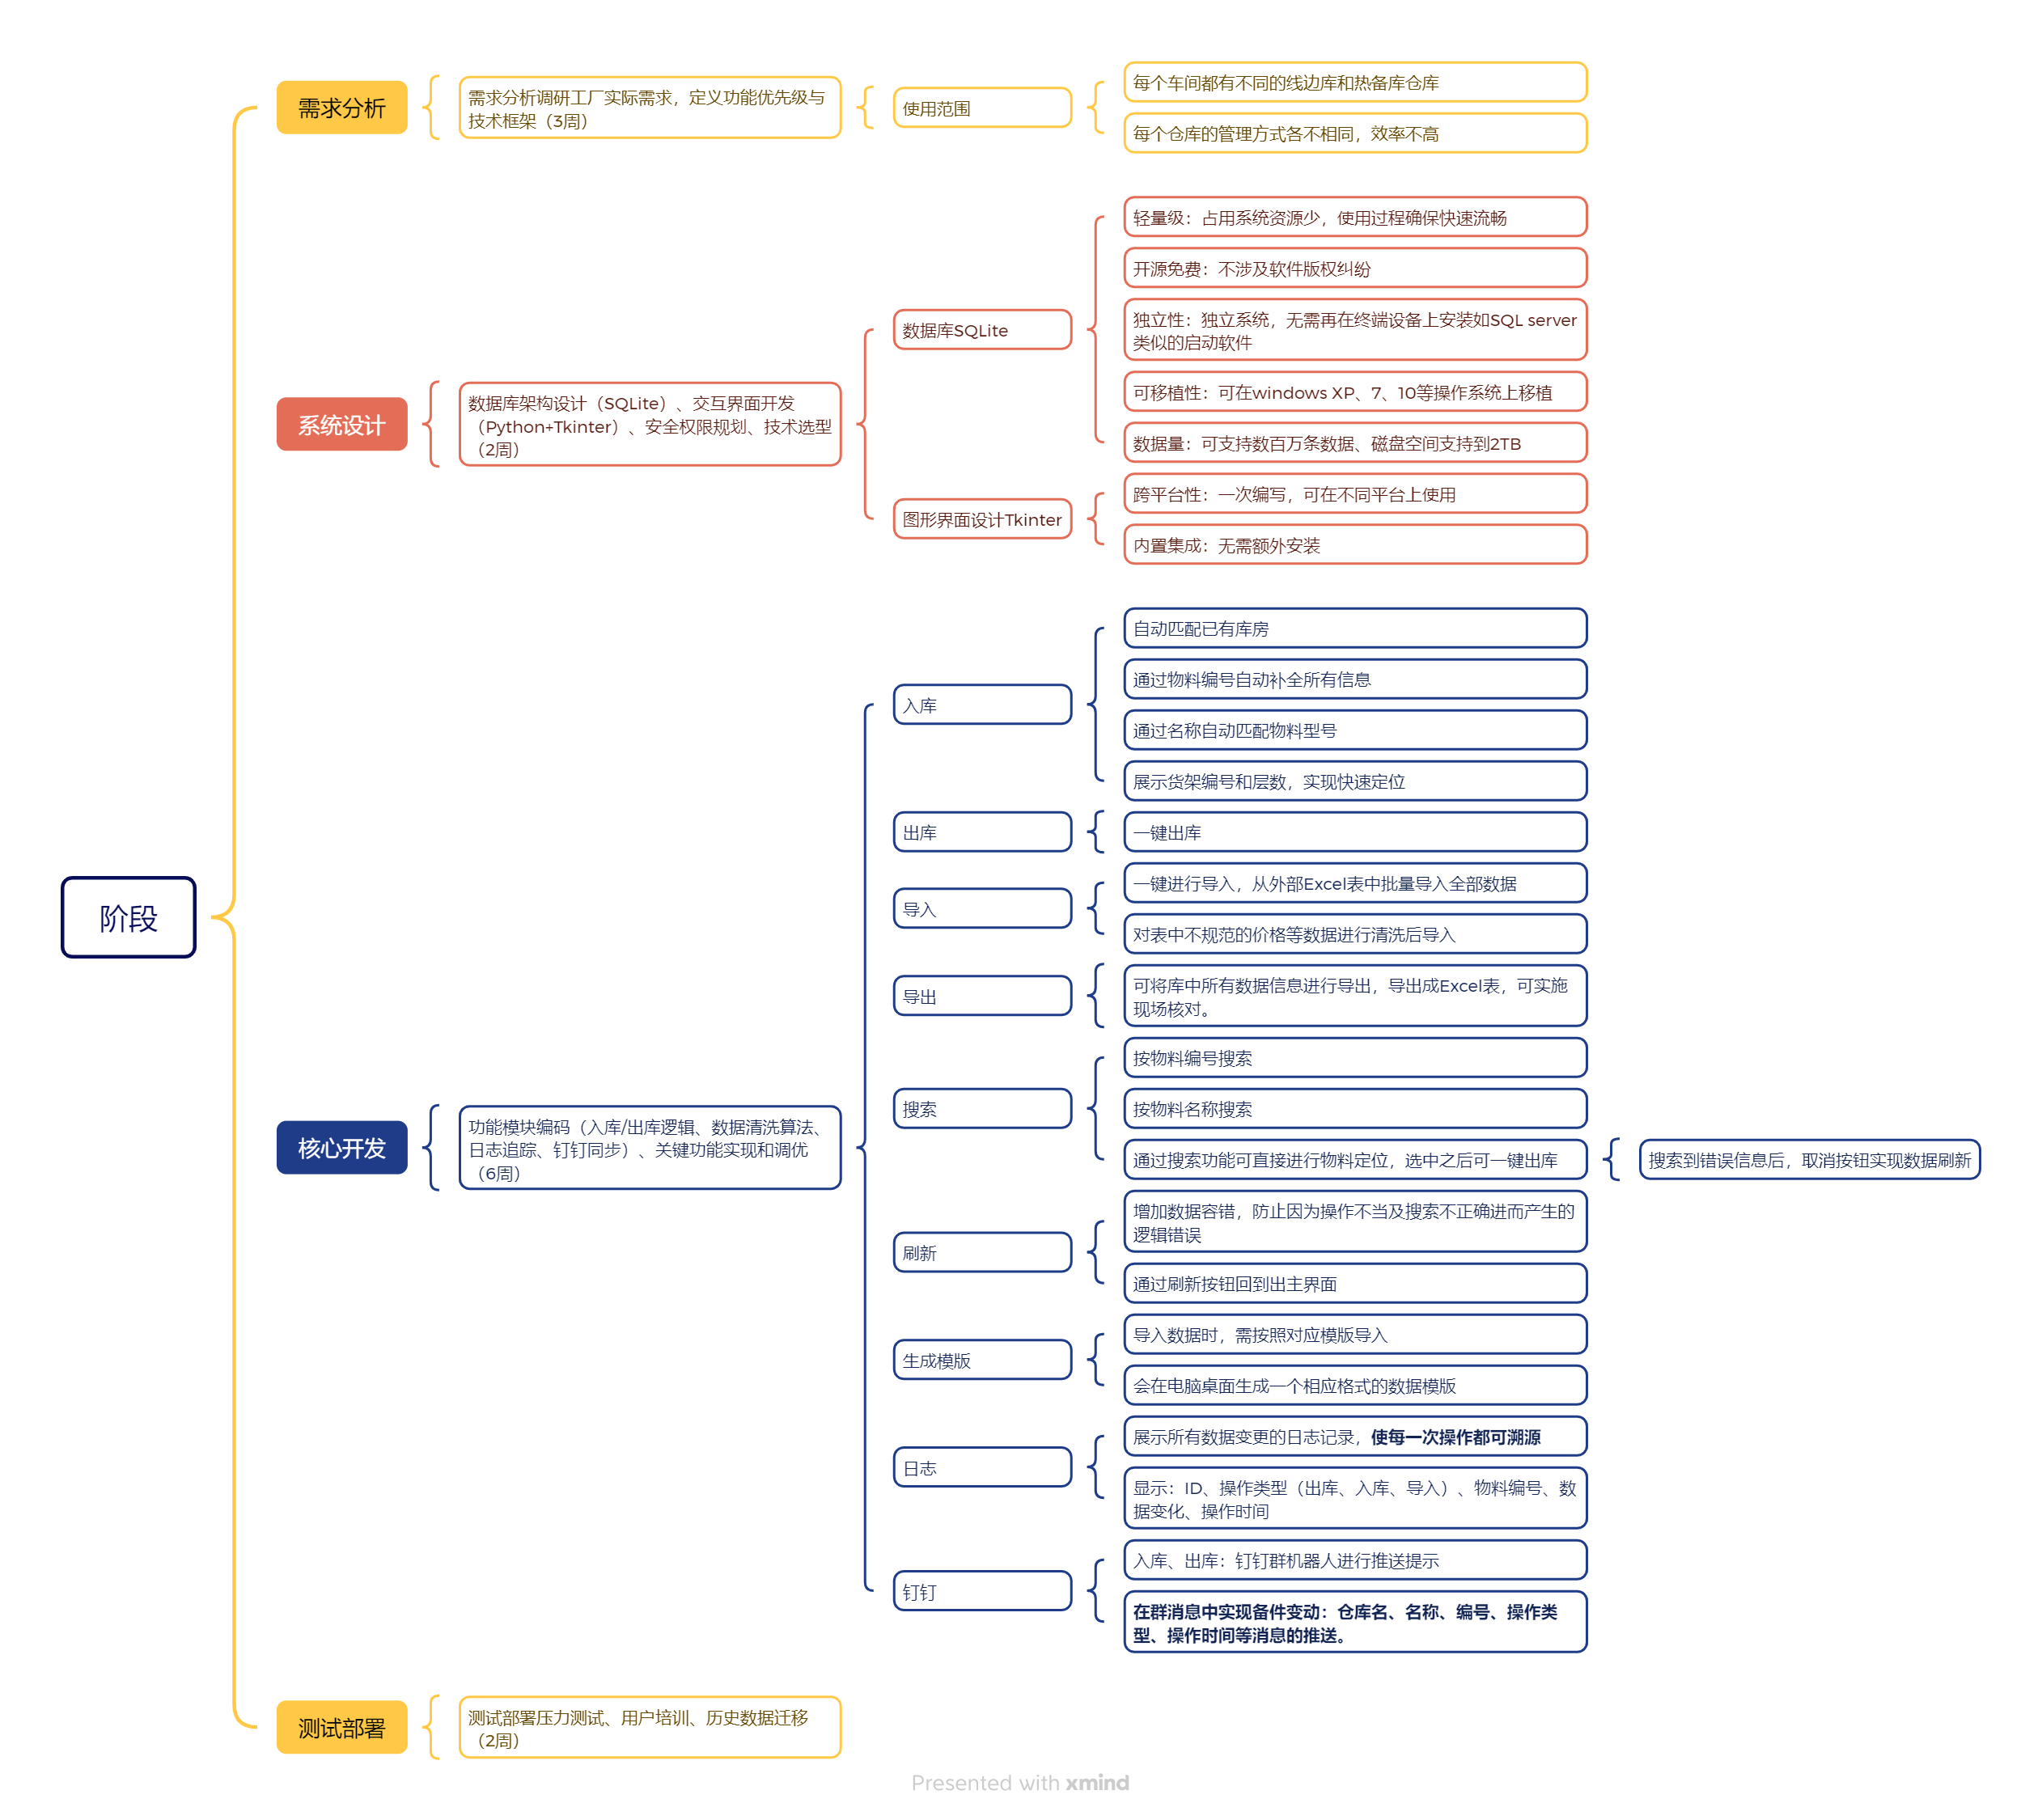 阶段
需求分析
需求分析调研工厂实际需求，定义功能优先级与
技术框架（3周）
使用范围
每个车间都有不同的线边库和热备库仓库
每个仓库的管理方式各不相同，效率不高
系统设计
数据库架构设计（SQLite）、交互界面开发
（Python+Tkinter）、安全权限规划、技术选型
（2周）
数据库SQLite
轻量级：占用系统资源少，使用过程确保快速流畅
开源免费：不涉及软件版权纠纷
独立性：独立系统，无需再在终端设备上安装如SQL server
类似的启动软件
可移植性：可在windows XP、7、10等操作系统上移植
数据量：可支持数百万条数据、磁盘空间支持到2TB
图形界面设计Tkinter
跨平台性：一次编写，可在不同平台上使用
内置集成：无需额外安装
核心开发
功能模块编码（入库/出库逻辑、数据清洗算法、
日志追踪、钉钉同步）、关键功能实现和调优
（6周）
入库
自动匹配已有库房
通过物料编号自动补全所有信息
通过名称自动匹配物料型号
展示货架编号和层数，实现快速定位
出库
一键出库
导入
一键进行导入，从外部Excel表中批量导入全部数据
对表中不规范的价格等数据进行清洗后导入
导出
可将库中所有数据信息进行导出，导出成Excel表，可实施
现场核对。
搜索
按物料编号搜索
按物料名称搜索
通过搜索功能可直接进行物料定位，选中之后可一键出库
搜索到错误信息后，取消按钮实现数据刷新
刷新
增加数据容错，防止因为操作不当及搜索不正确进而产生的
逻辑错误
通过刷新按钮回到出主界面
生成模版
导入数据时，需按照对应模版导入
会在电脑桌面生成一个相应格式的数据模版
日志
展示所有数据变更的日志记录，使每一次操作都可溯源
显示：ID、操作类型（出库、入库、导入）、物料编号、数
据变化、操作时间
钉钉
入库、出库：钉钉群机器人进行推送提示
在群消息中实现备件变动：仓库名、名称、编号、操作类
型、操作时间等消息的推送。
测试部署
测试部署压力测试、用户培训、历史数据迁移
（2周）
Presented with xmind